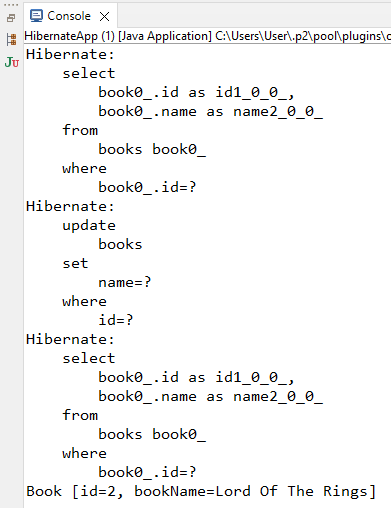 Console
HibernateApp (1) [Java Application] C:\Users\User\.p2\pool\plugins\o
Ju
Hibernate:
    select
        book0_.id as id1_0_0_,
        book0_.name as name2_0_0_
    from
        books book0_
    where
        book0_.id=?
Hibernate:
    update
        books
    set
        name=?
    where
        id=?
Hibernate:
    select
        book0_.id as id1_0_0_,
        book0_.name as name2_0_0_
    from
        books book0_
    where
        book0_.id=?
Book [id=2, bookName=Lord Of The Rings]